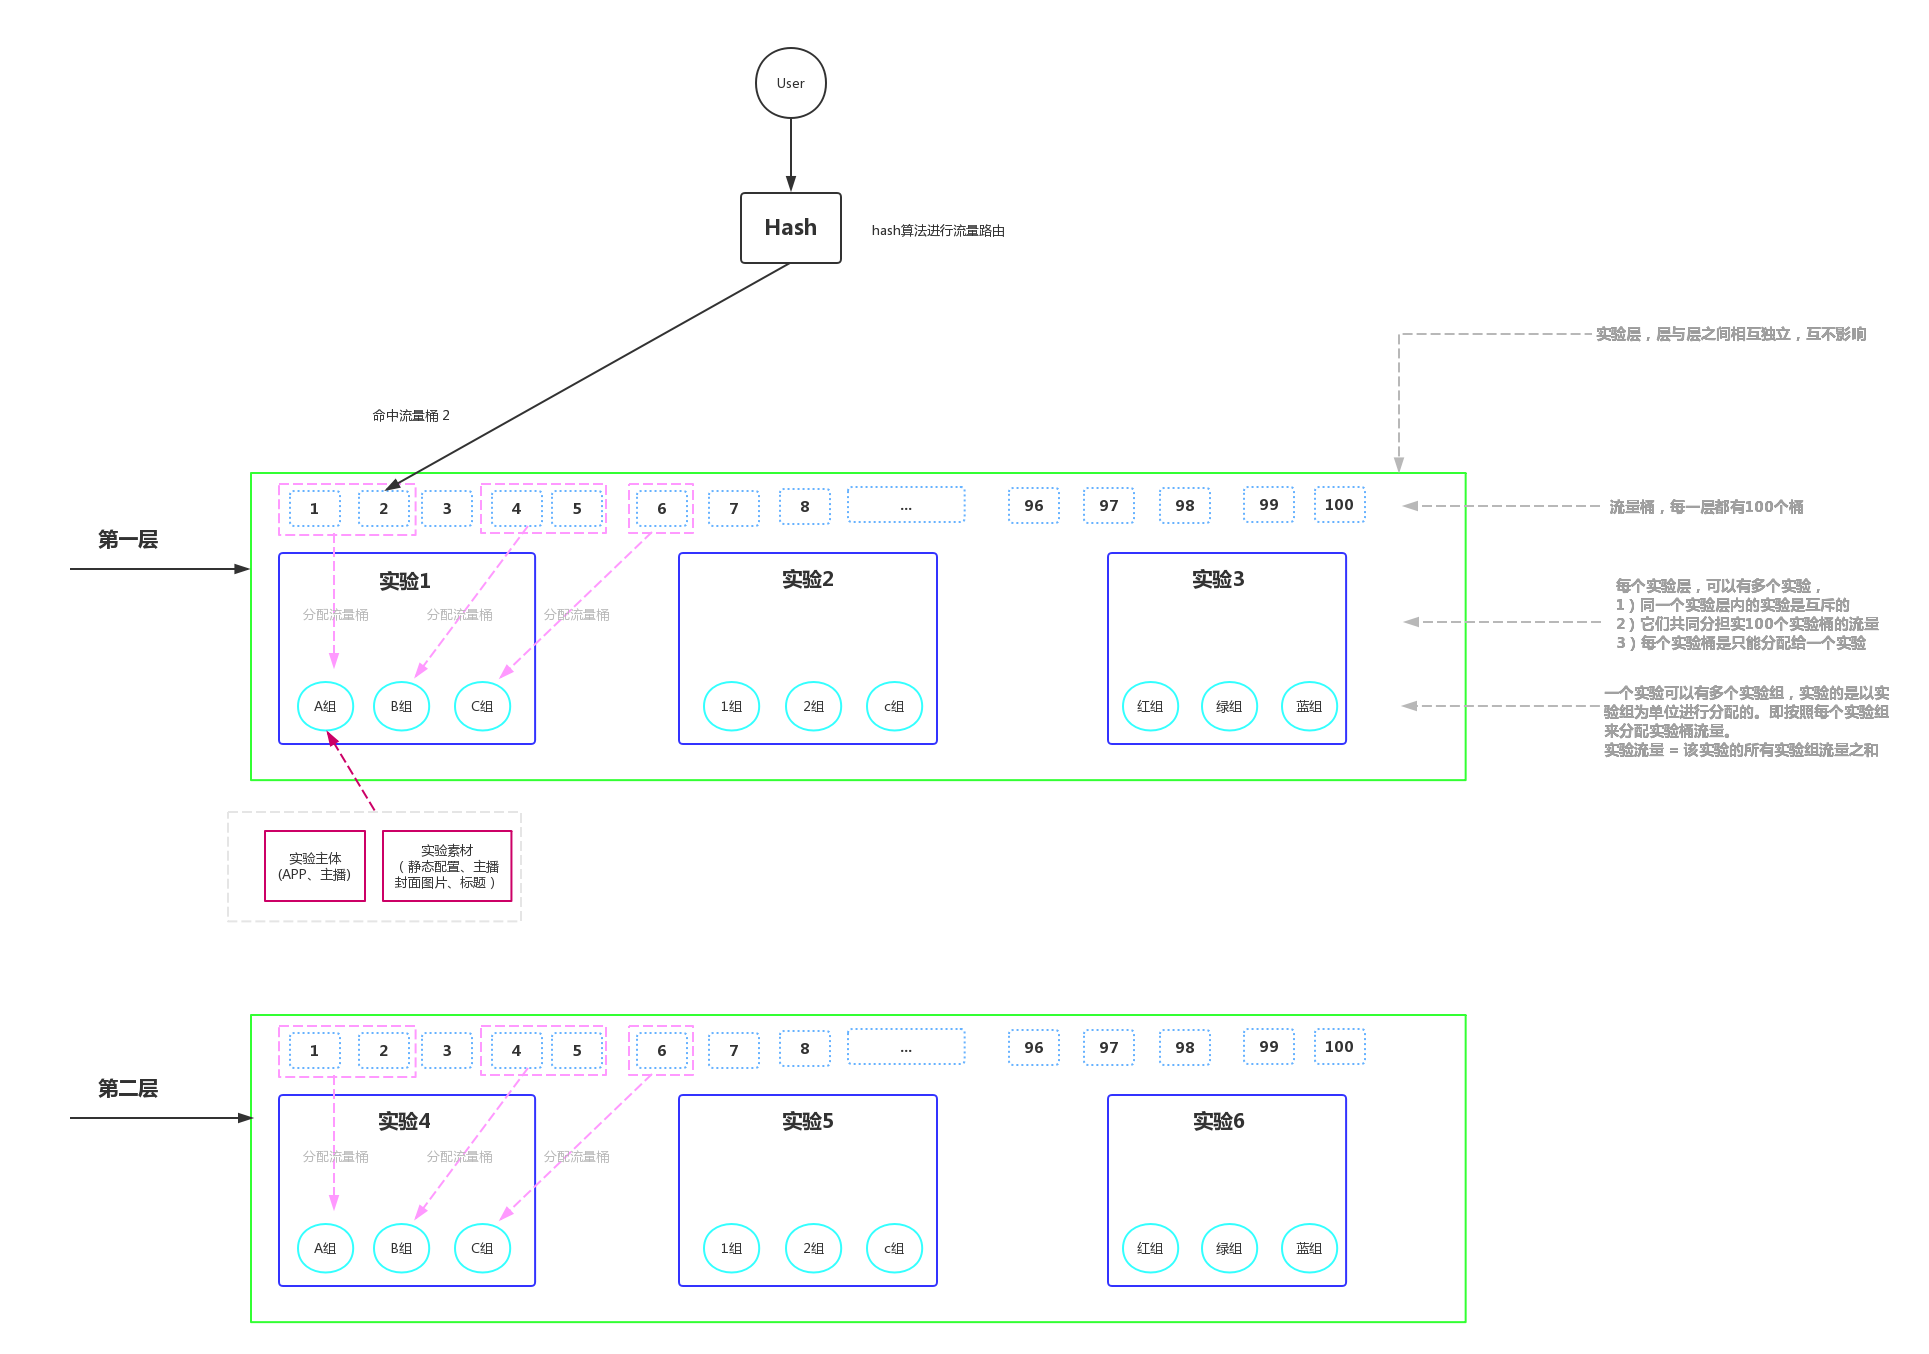 User
Hash
hash算法进行流量路由
实验层，层与层之间相互独立，互不影响
命中流量桶 2
第一层
1 2 3 4 5 6 7 8 ... 96 97 98 99 100
流量桶，每一层都有100个桶
实验1
实验2
实验3
分配流量桶 分配流量桶 分配流量桶
每个实验层，可以有多个实验，
1）同一个实验层内的实验是互斥的
2）它们共同分担实100个实验桶的流量
3）每个实验桶是只能分配给一个实验
A组 B组 C组
1组 2组 c组
红组 绿组 蓝组
一个实验可以有多个实验组，实验的是以实
验组为单位进行分配的。即按照每个实验组
来分配实验桶流量。
实验流量 = 该实验的所有实验组流量之和
实验主体
(APP、主播)
实验素材
（静态配置、主播
封面图片、标题）
第二层
1 2 3 4 5 6 7 8 ... 96 97 98 99 100
实验4
实验5
实验6
分配流量桶 分配流量桶 分配流量桶
A组 B组 C组
1组 2组 c组
红组 绿组 蓝组